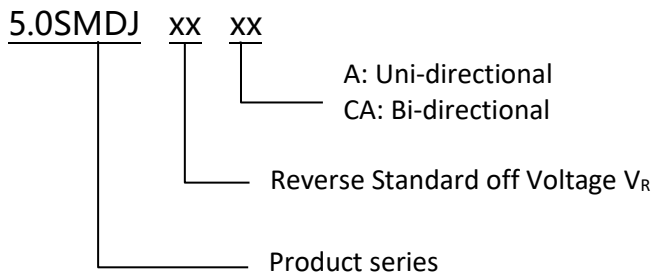 5.0SMDJ xx xx
A: Uni-directional
CA: Bi-directional
Reverse Standard off Voltage VR
Product series